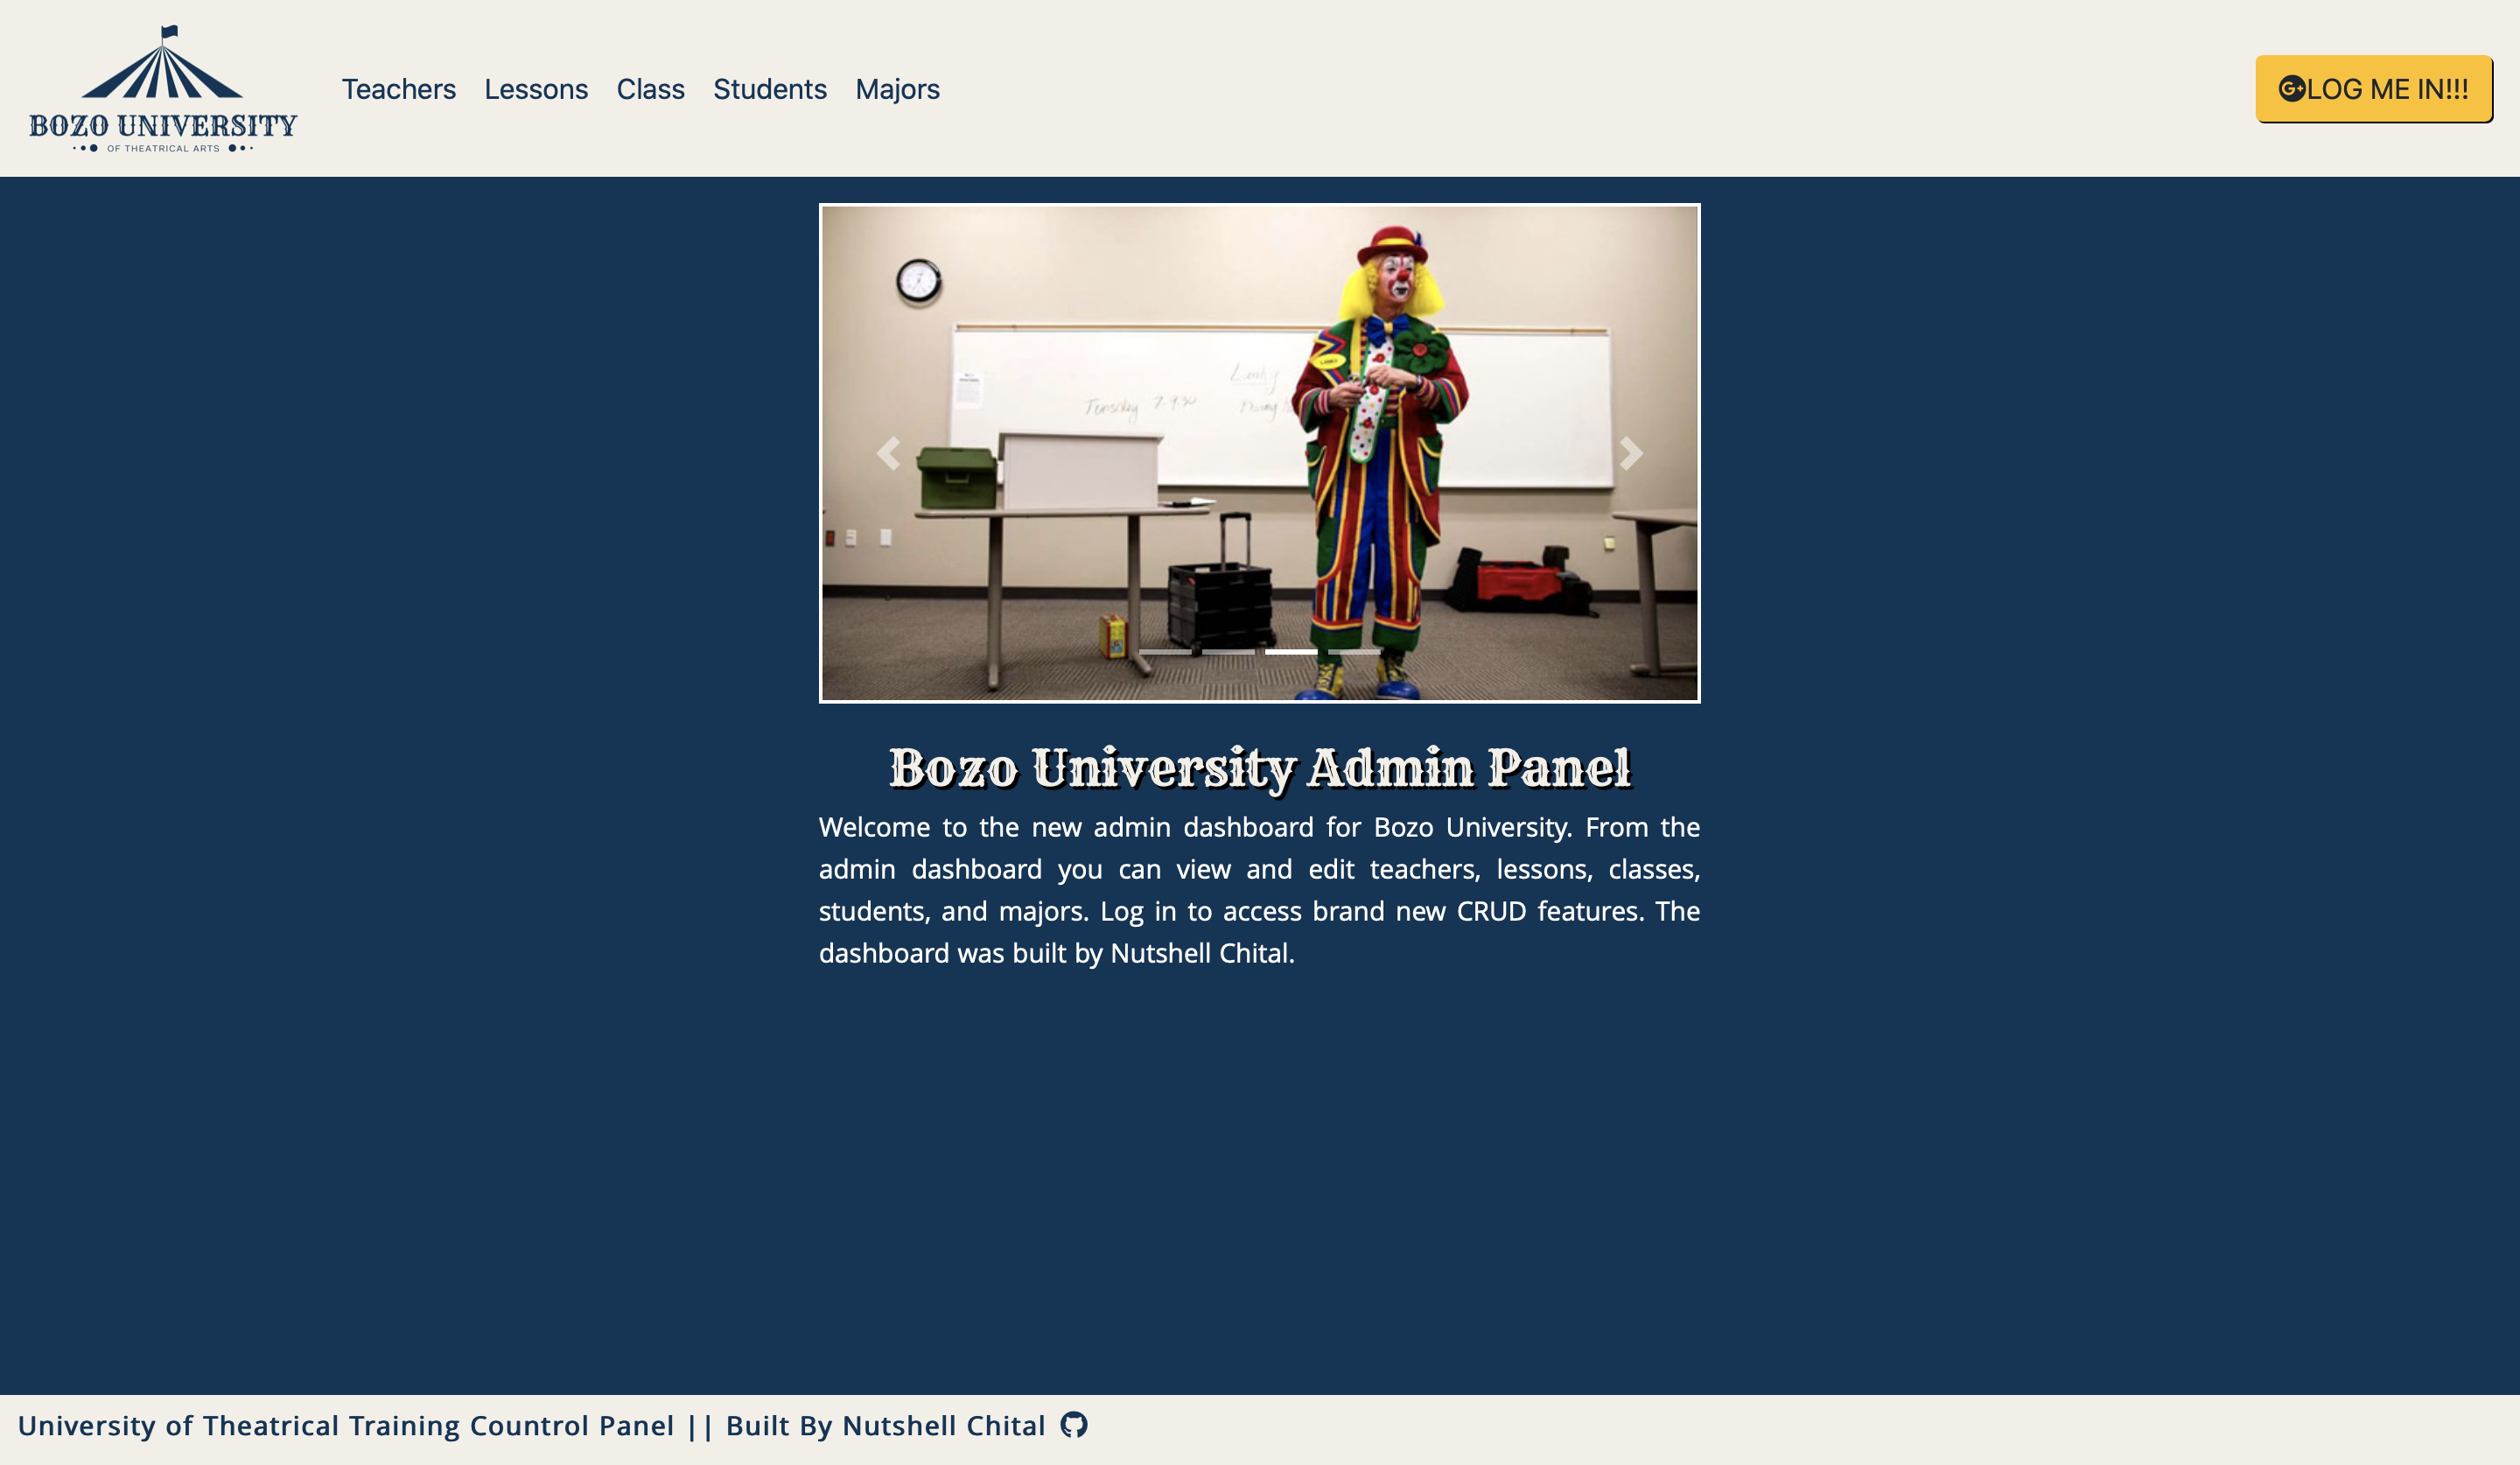 BOZO UNIVERSITY
OF THEATRICAL ARTS
Teachers Lessons Class Students Majors
G+ LOG ME IN!!!
Tuesday 7-9:30
Bozo University Admin Panel
Welcome to the new admin dashboard for Bozo University. From the
admin dashboard you can view and edit teachers, lessons, classes,
students, and majors. Log in to access brand new CRUD features. The
dashboard was built by Nutshell Chital.
University of Theatrical Training Countrol Panel || Built By Nutshell Chital